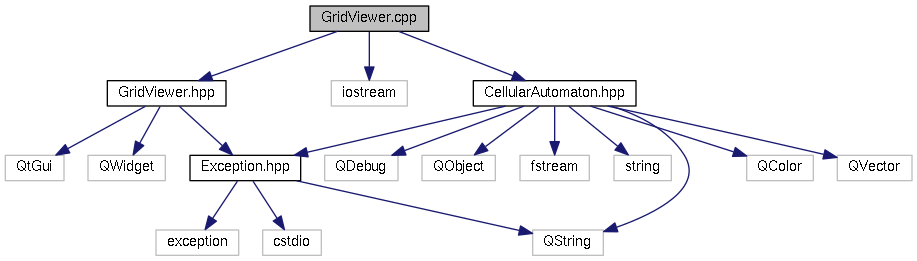 GridViewer.cpp
GridViewer.hpp
iostream
CellularAutomaton.hpp
QtGui
QWidget
Exception.hpp
QDebug
QObject
fstream
string
QColor
QVector
exception
cstdio
QString